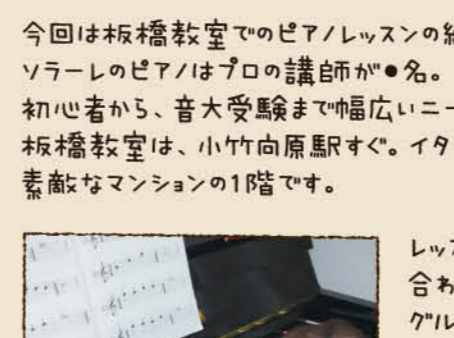 今回は板橋教室でのピアノレッスンの
ソラーレのピアノはプロの講師が●名。
初心者から、音大受験まで幅広いニー
板橋教室は、小竹向原駅すぐ。イタ
素敵なマンションの1階です。
レッ
合わ
グル